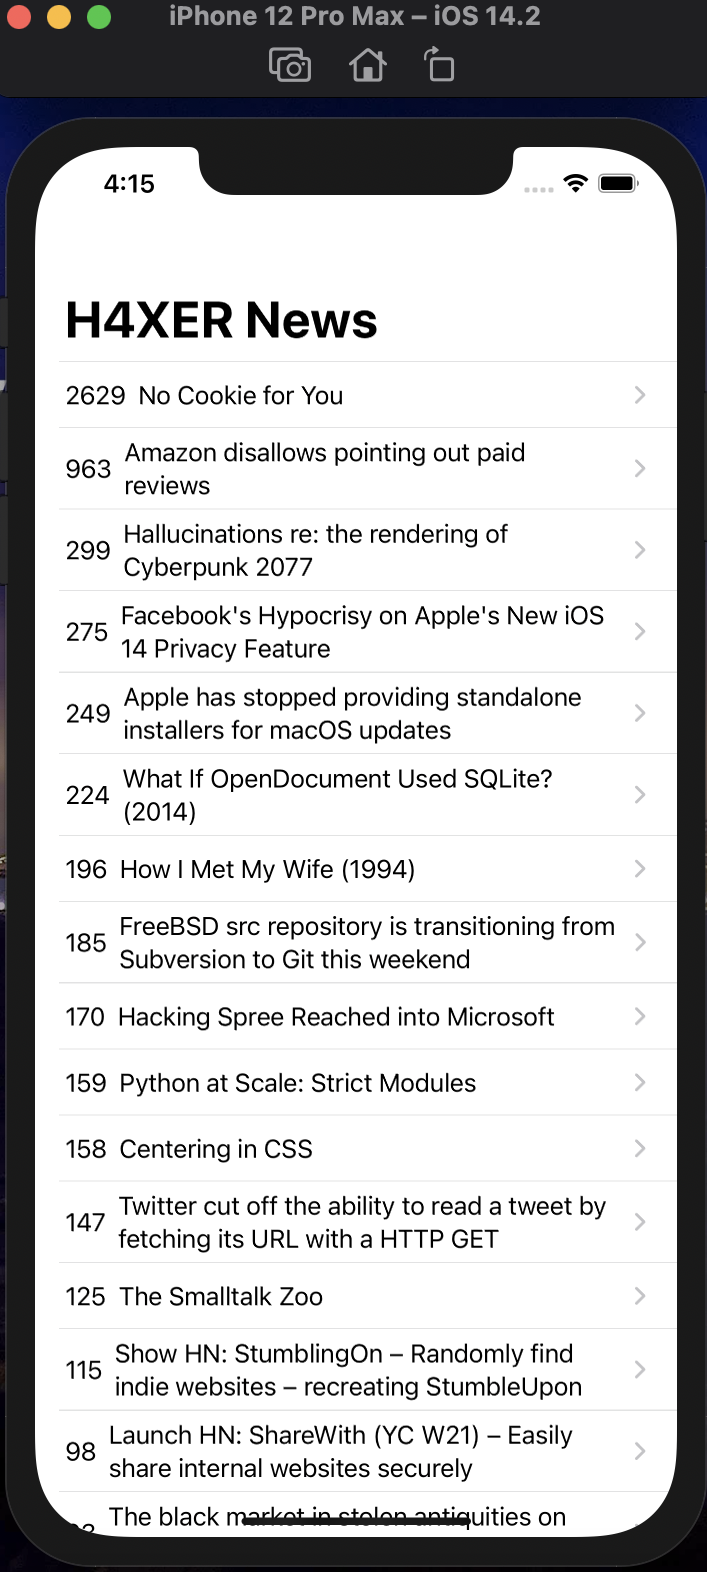 iPhone 12 Pro Max – iOS 14.2
4:15
H4XER News
2629 No Cookie for You
963 Amazon disallows pointing out paid
reviews
299 Hallucinations re: the rendering of
Cyberpunk 2077
275 Facebook's Hypocrisy on Apple's New iOS
14 Privacy Feature
249 Apple has stopped providing standalone
installers for macOS updates
224 What If OpenDocument Used SQLite?
(2014)
196 How I Met My Wife (1994)
185 FreeBSD src repository is transitioning from
Subversion to Git this weekend
170 Hacking Spree Reached into Microsoft
159 Python at Scale: Strict Modules
158 Centering in CSS
147 Twitter cut off the ability to read a tweet by
fetching its URL with a HTTP GET
125 The Smalltalk Zoo
115 Show HN: StumblingOn – Randomly find
indie websites – recreating StumbleUpon
98 Launch HN: ShareWith (YC W21) – Easily
share internal websites securely
The black market in stolen antiquities on